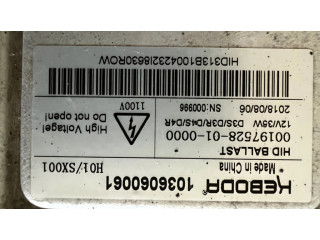 KEBODA 1036060061
Made in China H01/SX001
HID BALLAST
00197528-01-0000
12V/35W D3S/D3R/D4S/D4R
2018/08/06 SN:000996
High Voltage!
Do not open!
1100V
HID313B1004232I8630ROW